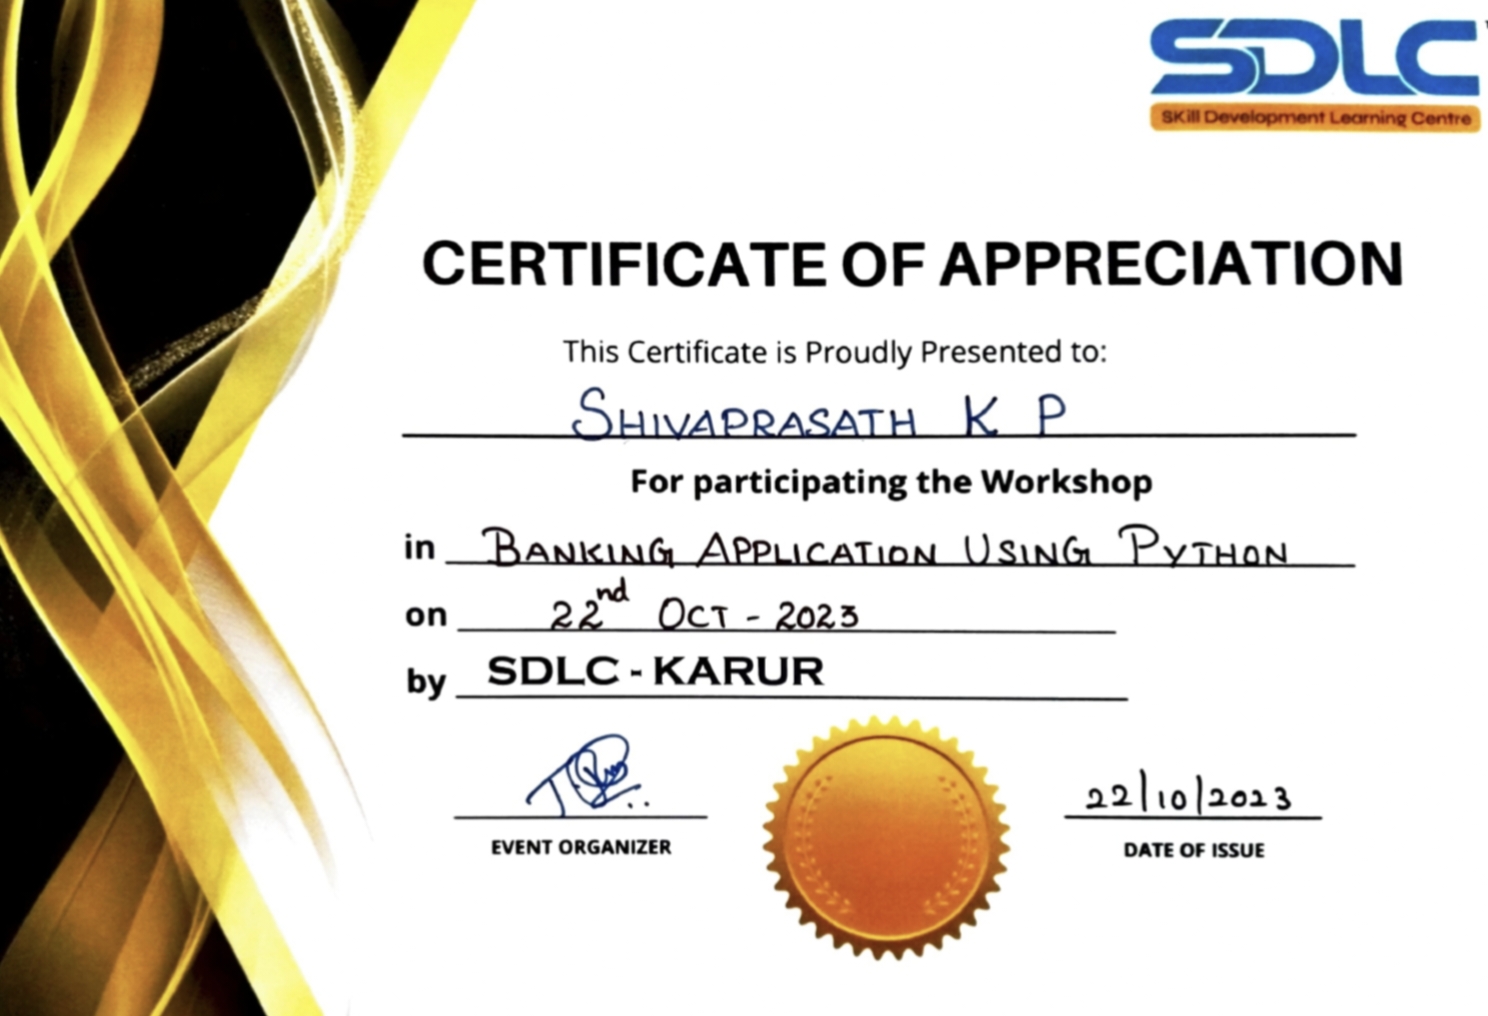 SDLC
SKill Development Learning Centre
CERTIFICATE OF APPRECIATION
This Certificate is Proudly Presented to:
SHIVAPRASATH K P
For participating the Workshop
in BANKING APPLICATION USING PYTHON
on 22nd OCT - 2023
by SDLC - KARUR
22/10/2023
EVENT ORGANIZER
DATE OF ISSUE